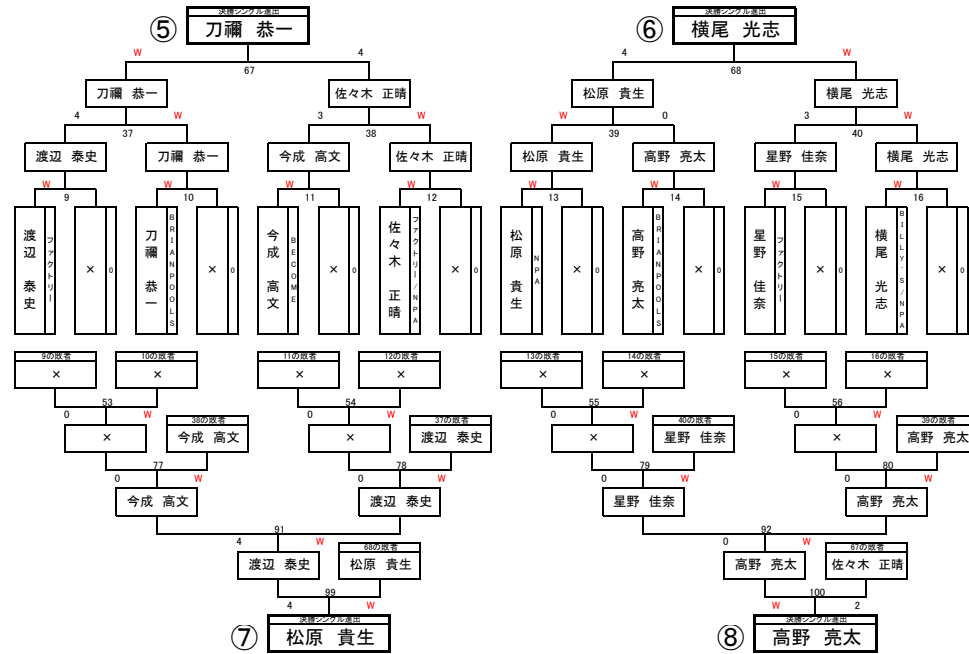 決勝シングル進出 決勝シングル進出
⑤ 刀禰 恭一 ⑥ 横尾 光志
W 4 4 W
67 68
刀禰 恭一 佐々木 正晴 松原 貴生 横尾 光志
4 W 3 W W 0 3 W
37 38 39 40
渡辺 泰史 刀禰 恭一 今成 高文 佐々木 正晴 松原 貴生 高野 亮太 星野 佳奈 横尾 光志
W W W W W W W W
9 10 11 12 13 14 15 16
渡辺 泰史 ファクトリー × 0 刀禰 恭一 BRIANPOOLS × 0 今成 高文 BECOME × 0 佐々木 正晴 ファクトリー/NPA × 0 松原 貴生 NPA × 0 高野 亮太 BRIANPOOLS × 0 星野 佳奈 ファクトリー × 0 横尾 光志 BILLY'S/NPA × 0
9の敗者 10の敗者 11の敗者 12の敗者 13の敗者 14の敗者 15の敗者 16の敗者
× × × × × × × ×
53 54 55 56
0 W 0 W 0 W 0 W
38の敗者 37の敗者 40の敗者 39の敗者
× 今成 高文 × 渡辺 泰史 × 星野 佳奈 × 高野 亮太
77 78 79 80
0 W 0 W 0 W 0 W
今成 高文 渡辺 泰史 星野 佳奈 高野 亮太
91 92
4 W 0 W
68の敗者 67の敗者
渡辺 泰史 松原 貴生 高野 亮太 佐々木 正晴
99 100
4 W W 2
決勝シングル進出 決勝シングル進出
⑦ 松原 貴生 ⑧ 高野 亮太